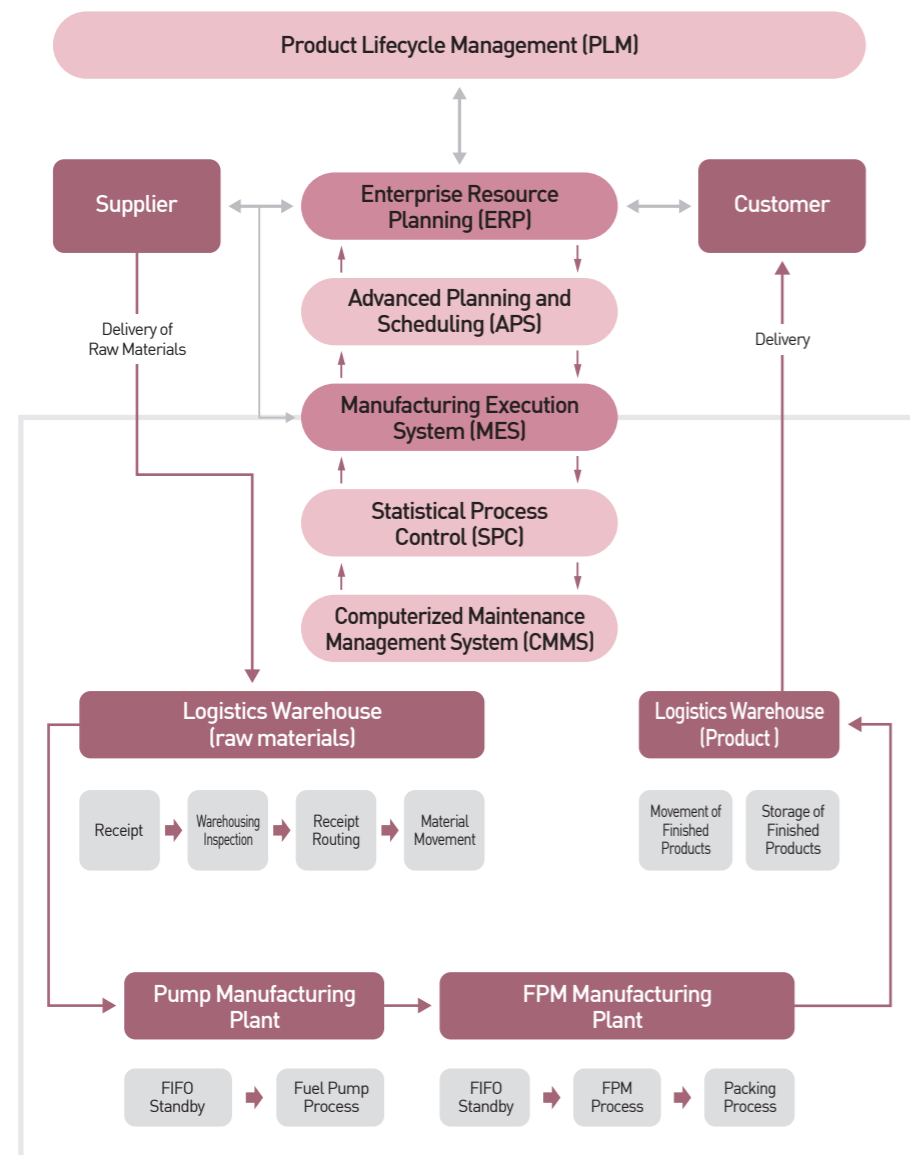 Product Lifecycle Management (PLM)
Supplier
Enterprise Resource
Planning (ERP)
Customer
Advanced Planning and
Scheduling (APS)
Delivery of
Raw Materials
Delivery
Manufacturing Execution
System (MES)
Statistical Process
Control (SPC)
Computerized Maintenance
Management System (CMMS)
Logistics Warehouse
(raw materials)
Logistics Warehouse
(Product )
Receipt
Warehousing
Inspection
Receipt
Routing
Material
Movement
Movement of
Finished
Products
Storage of
Finished
Products
Pump Manufacturing
Plant
FPM Manufacturing
Plant
FIFO
Standby
Fuel Pump
Process
FIFO
Standby
FPM
Process
Packing
Process